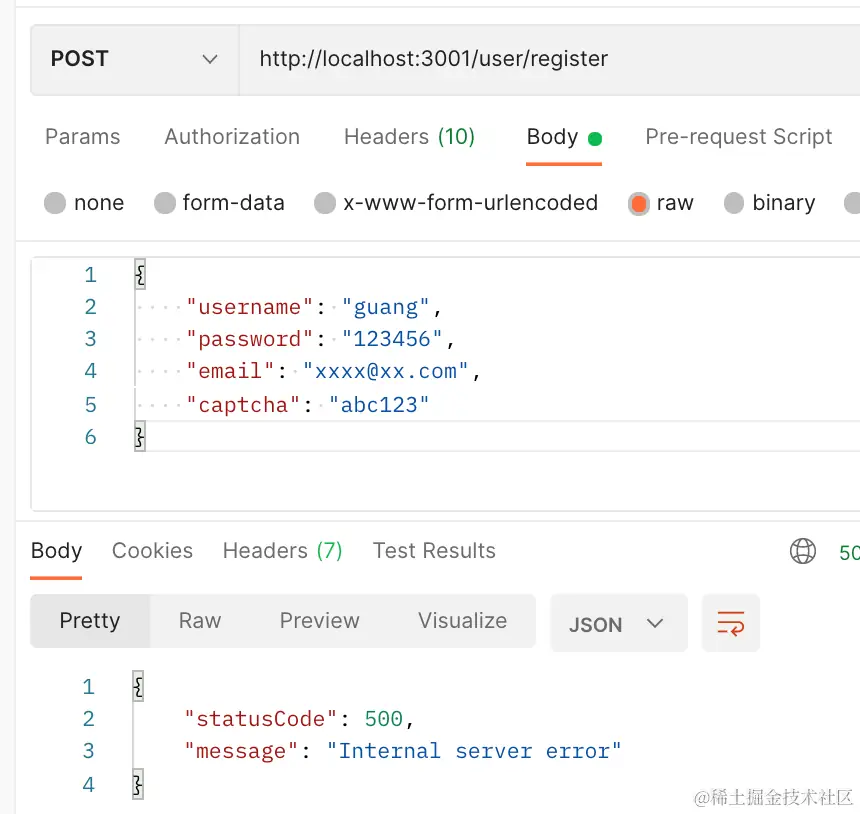 POST http://localhost:3001/user/register
Params Authorization Headers (10) Body Pre-request Script
none form-data x-www-form-urlencoded raw binary
1 {
2 "username": "guang",
3 "password": "123456",
4 "email": "xxxx@xx.com",
5 "captcha": "abc123"
6 }
Body Cookies Headers (7) Test Results 50
Pretty Raw Preview Visualize JSON
1 {
2 "statusCode": 500,
3 "message": "Internal server error"
4 }
@稀土掘金技术社区